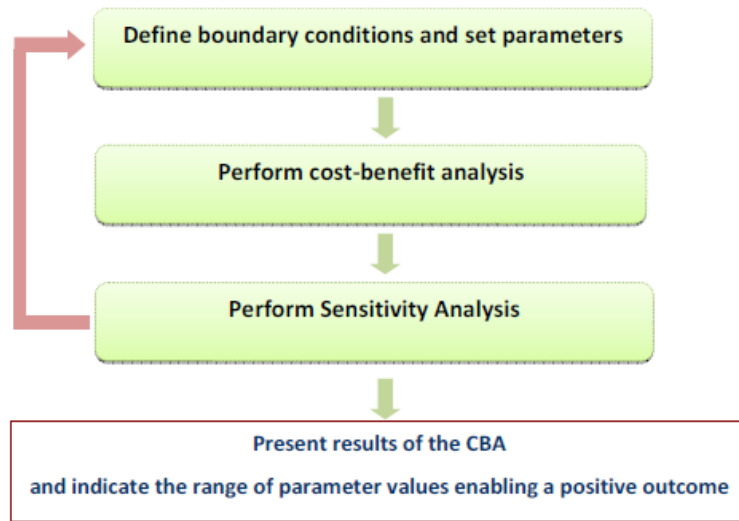 Define boundary conditions and set parameters
Perform cost-benefit analysis
Perform Sensitivity Analysis
Present results of the CBA
and indicate the range of parameter values enabling a positive outcome